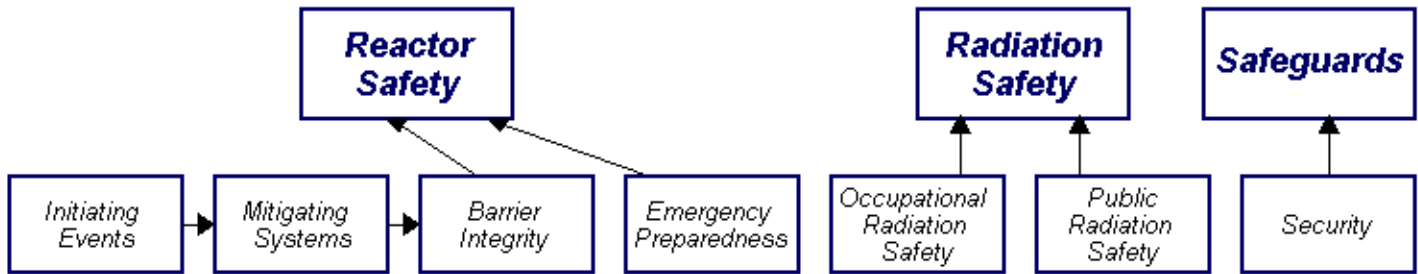 Reactor
Safety
Radiation
Safety
Safeguards
Initiating
Events
Mitigating
Systems
Barrier
Integrity
Emergency
Preparedness
Occupational
Radiation
Safety
Public
Radiation
Safety
Security